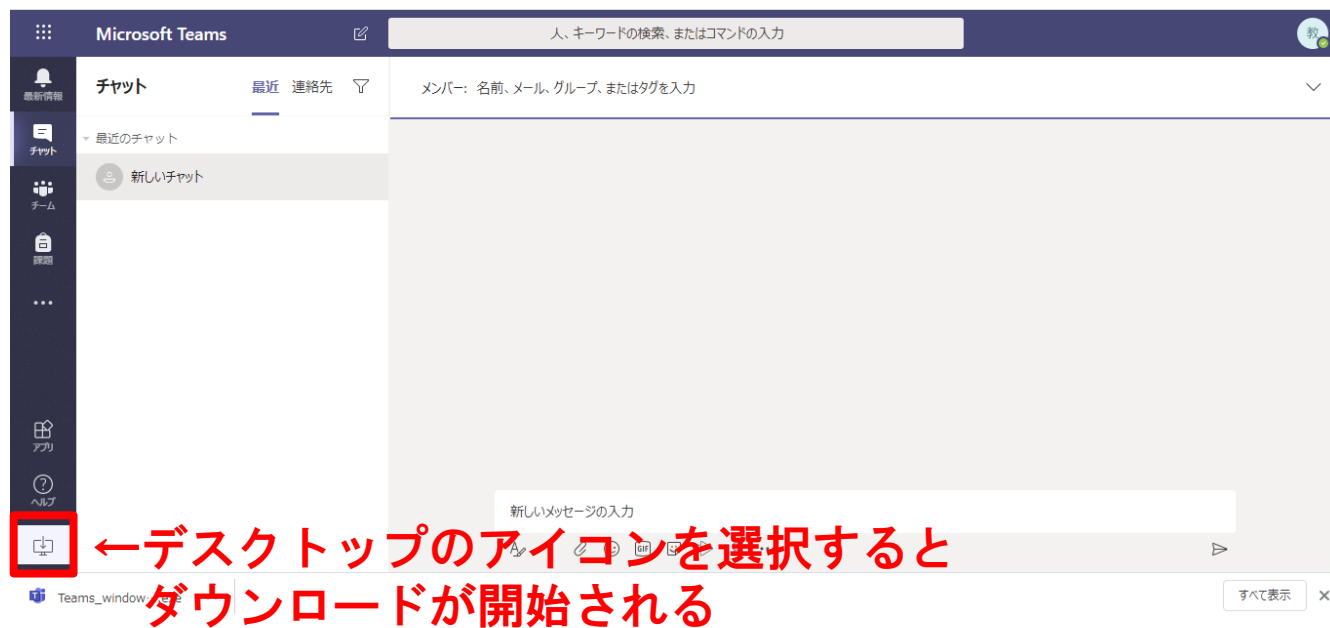 Microsoft Teams
人、キーワードの検索、またはコマンドの入力
教
最新情報
チャット
チーム
課題
アプリ
ヘルプ
チャット
最近 連絡先
最近のチャット
新しいチャット
メンバー: 名前、メール、グループ、またはタグを入力
新しいメッセージの入力
GIF
←デスクトップのアイコンを選択すると
ダウンロードが開始される
Teams_window
すべて表示